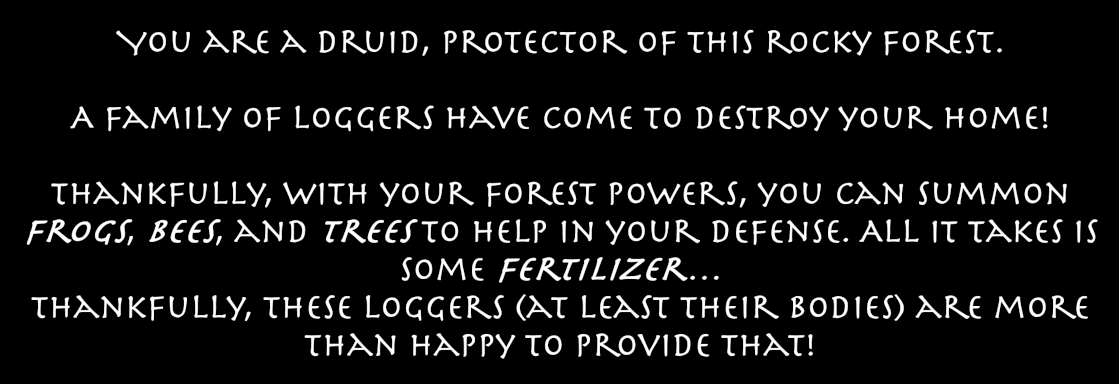 You are a druid, protector of this rocky forest.
A family of loggers have come to destroy your home!
Thankfully, with your forest powers, you can summon
frogs, bees, and trees to help in your defense. All it takes is
some fertilizer...
Thankfully, these loggers (at least their bodies) are more
than happy to provide that!